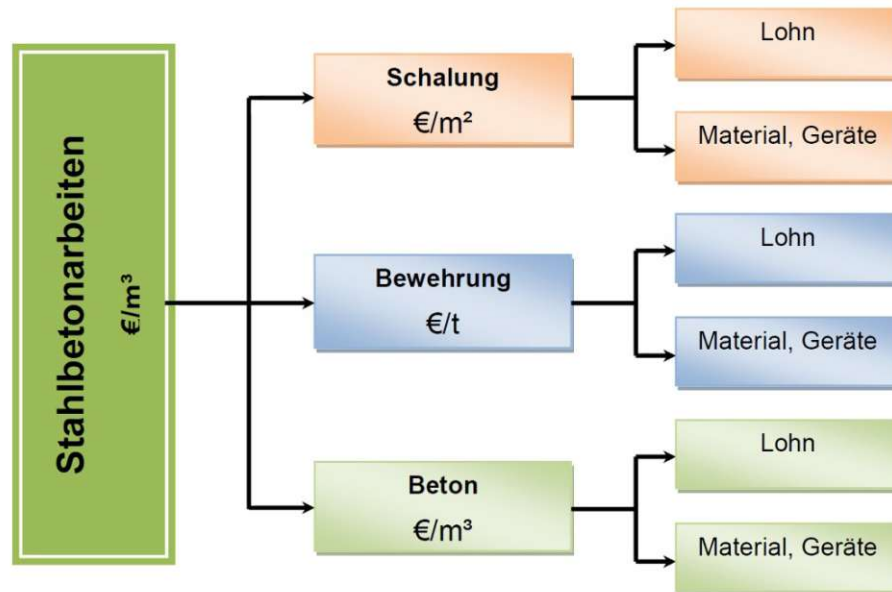 Stahlbetonarbeiten
€/m³
Schalung
€/m²
Lohn
Material, Geräte
Bewehrung
€/t
Lohn
Material, Geräte
Beton
€/m³
Lohn
Material, Geräte